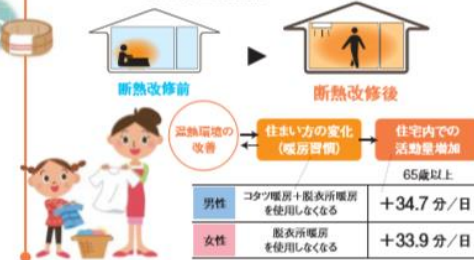 断熱改修前
断熱改修後
温熱環境の
改善
住まい方の変化
(暖房習慣)
住宅内での
活動量増加
65歳以上
男性
コタツ暖房+脱衣所暖房
を使用しなくなる
+34.7 分/日
女性
脱衣所暖房
を使用しなくなる
+33.9 分/日